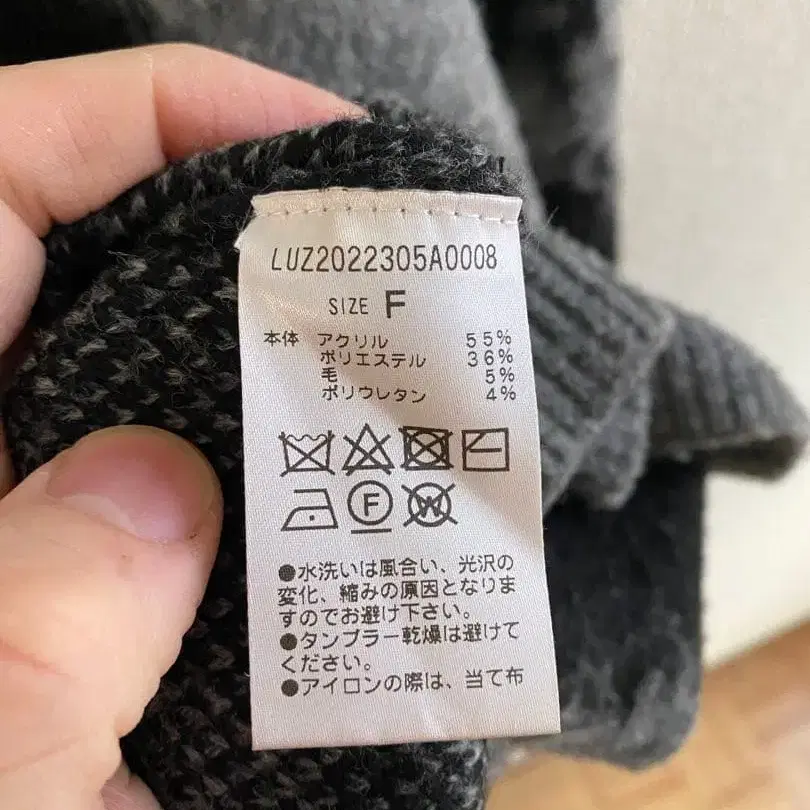 LUZ2022305A0008
SIZE F
本体 アクリル 55%
ポリエステル 36%
毛 5%
ポリウレタン 4%
F W
●水洗いは風合い、光沢の
変化、縮みの原因となりま
すのでお避け下さい。
●タンブラー乾燥は避けて
ください。
●アイロンの際は、当て布